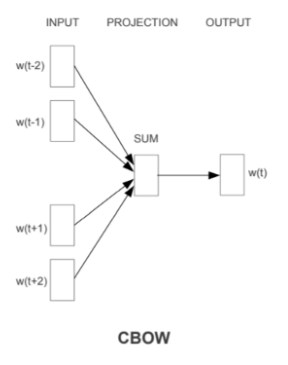 INPUT PROJECTION OUTPUT
w(t-2)
w(t-1)
SUM
w(t)
w(t+1)
w(t+2)
CBOW